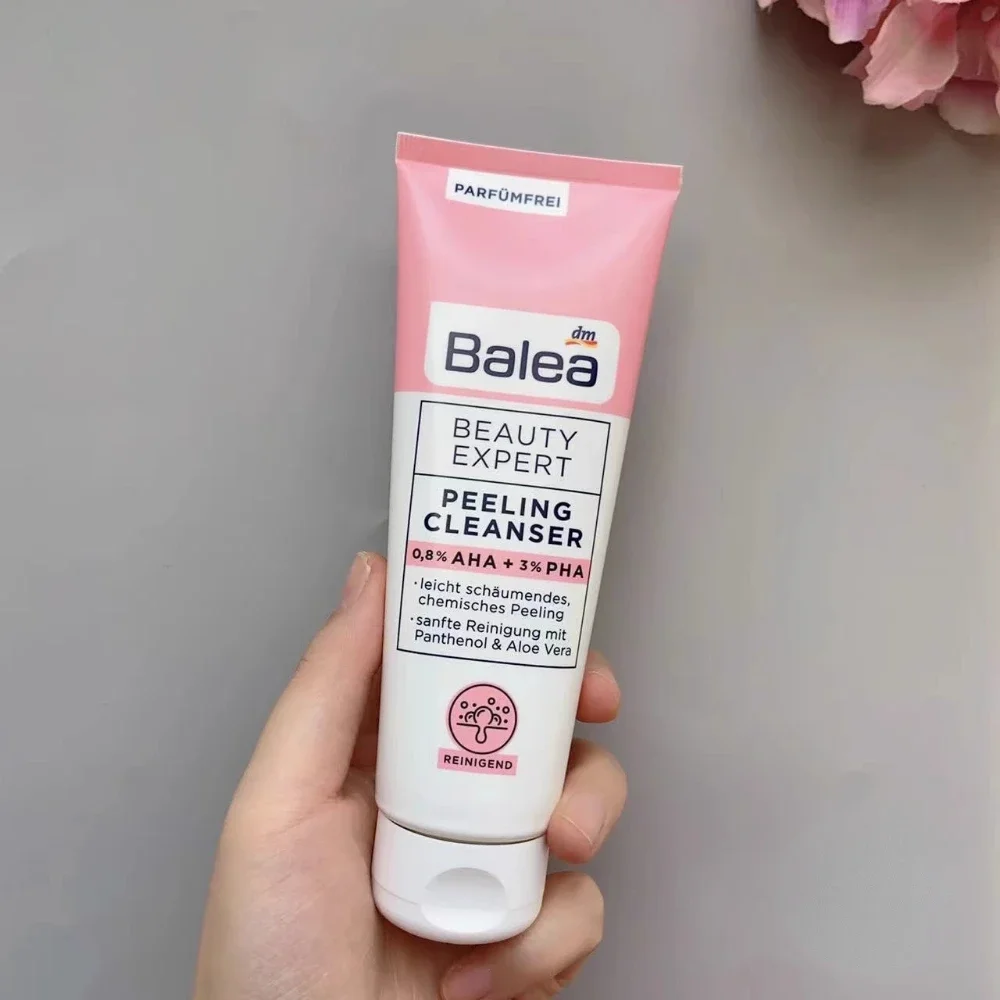 PARFÜMFREI
dm
Balea
BEAUTY
EXPERT
PEELING
CLEANSER
0,8% AHA + 3% PHA
· leicht schäumendes,
chemisches Peeling
· sanfte Reinigung mit
Panthenol & Aloe Vera
REINIGEND